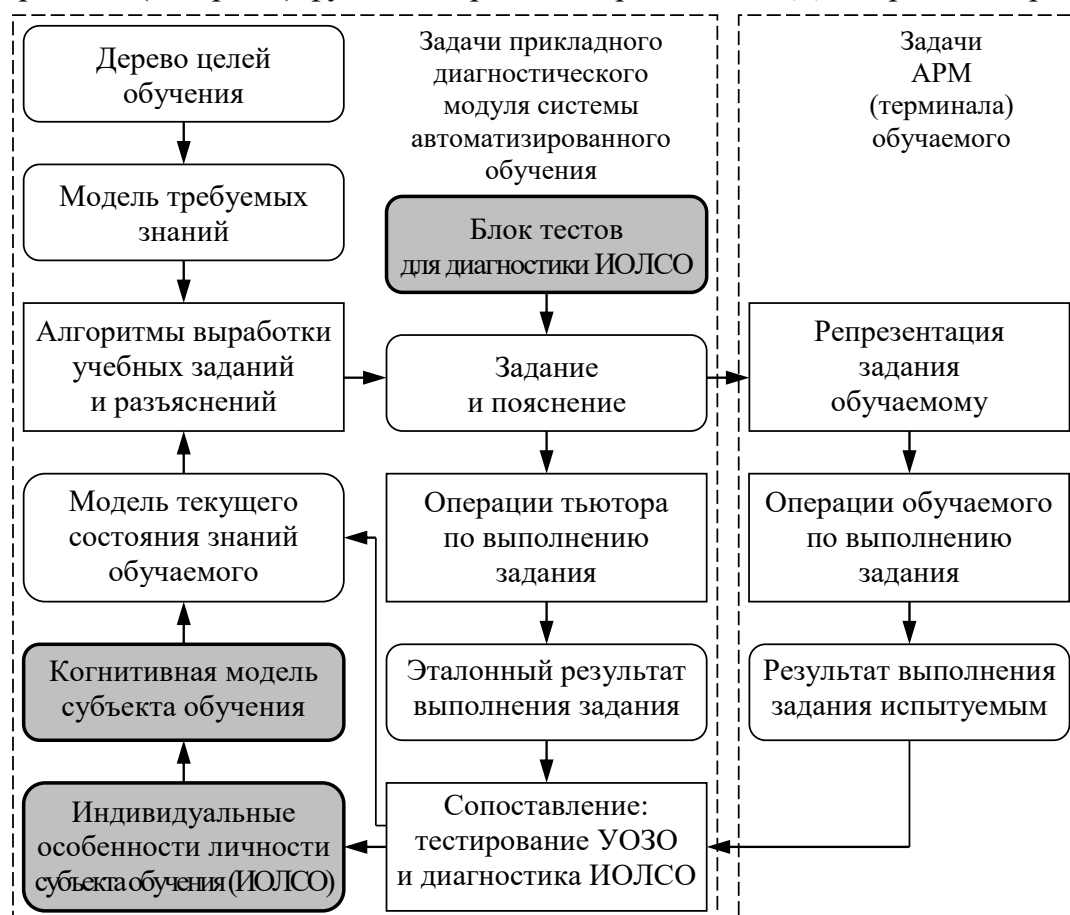 Дерево целей
обучения
Модель требуемых
знаний
Алгоритмы выработки
учебных заданий
и разъяснений
Модель текущего
состояния знаний
обучаемого
Когнитивная модель
субъекта обучения
Индивидуальные
особенности личности
субъекта обучения (ИОЛСО)
Задачи прикладного
диагностического
модуля системы
автоматизированного
обучения
Блок тестов
для диагностики ИОЛСО
Задание
и пояснение
Операции тьютора
по выполнению
задания
Эталонный результат
выполнения задания
Сопоставление:
тестирование УОЗО
и диагностика ИОЛСО
Задачи
АРМ
(терминала)
обучаемого
Репрезентация
задания
обучаемому
Операции обучаемого
по выполнению
задания
Результат выполнения
задания испытуемым